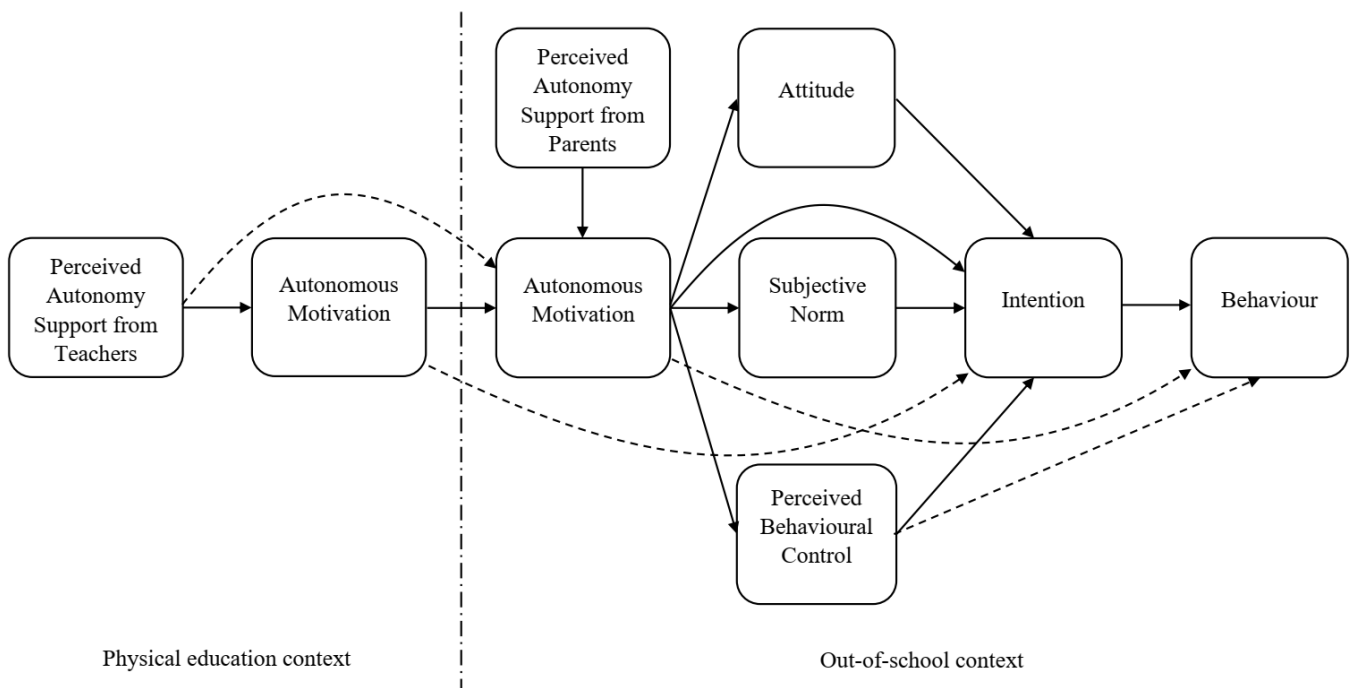 Perceived
Autonomy
Support from
Teachers
Autonomous
Motivation
Perceived
Autonomy
Support from
Parents
Autonomous
Motivation
Attitude
Subjective
Norm
Perceived
Behavioural
Control
Intention
Behaviour
Physical education context
Out-of-school context